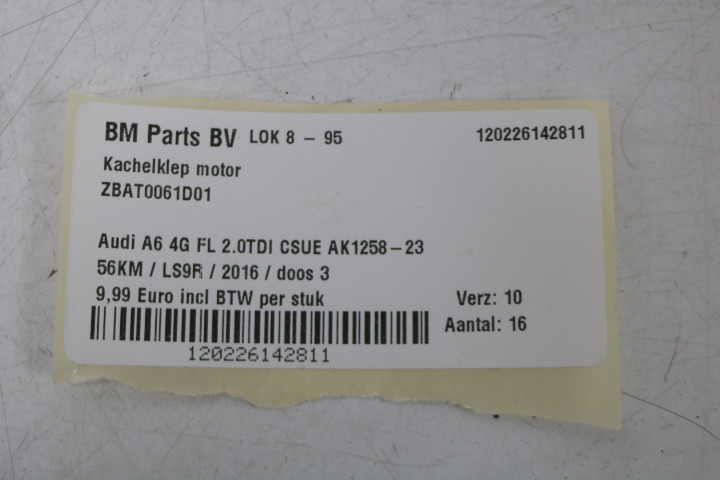 BM Parts BV LOK 8 - 95 120226142811
Kachelklep motor
ZBAT0061D01
Audi A6 4G FL 2.0TDI CSUE AK1258-23
56KM / LS9R / 2016 / doos 3
9,99 Euro incl BTW per stuk Verz: 10
Aantal: 16
120226142811